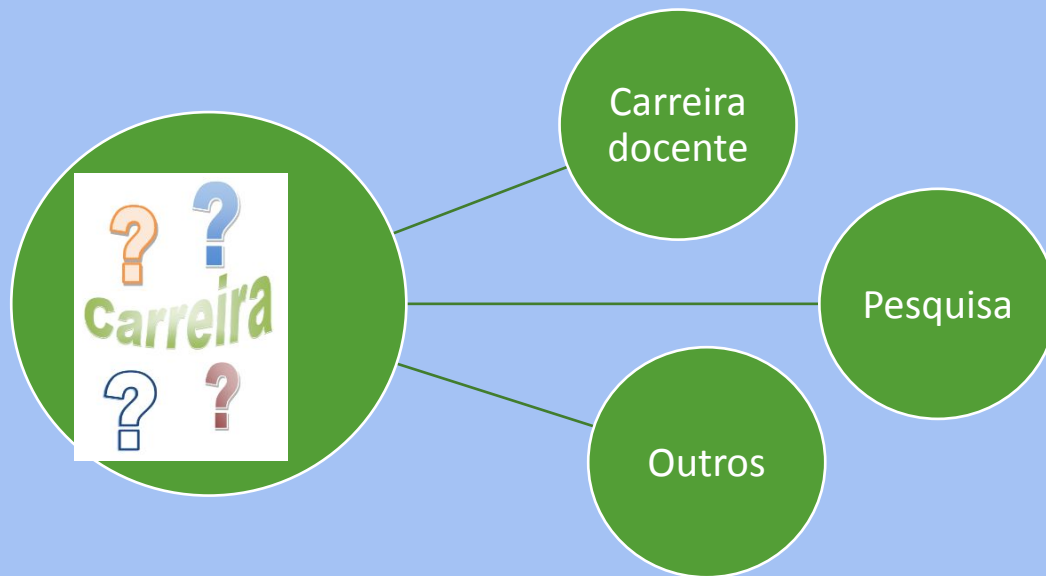 ? ?
Carreira
? ?
Carreira
docente
Pesquisa
Outros